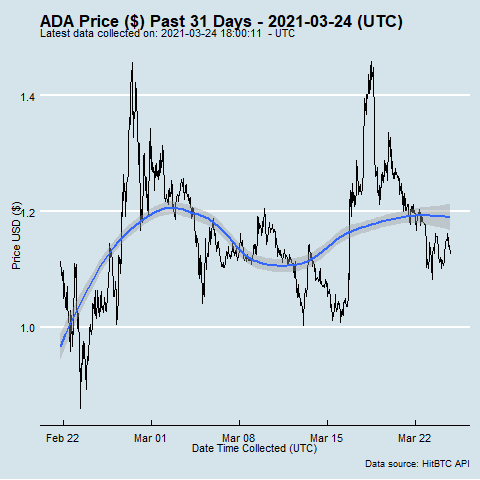 ADA Price ($) Past 31 Days - 2021-03-24 (UTC)
Latest data collected on: 2021-03-24 18:00:11  - UTC
1.4
1.2
1.0
Price USD ($)
Feb 22 Mar 01 Mar 08 Mar 15 Mar 22
Date Time Collected (UTC)
Data source: HitBTC API